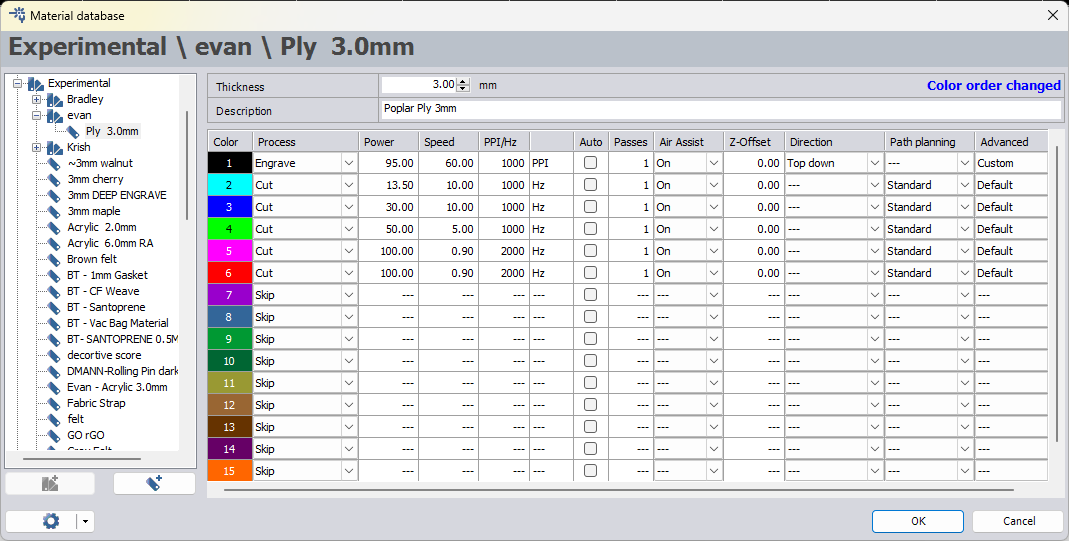 Material database
Experimental \ evan \ Ply  3.0mm
Experimental
Bradley
evan
Ply  3.0mm
Krish
~3mm walnut
3mm cherry
3mm DEEP ENGRAVE
3mm maple
Acrylic  2.0mm
Acrylic  6.0mm RA
Brown felt
BT - 1mm Gasket
BT - CF Weave
BT - Santoprene
BT - Vac Bag Material
BT- SANTOPRENE 0.5M
decortive score
DMANN-Rolling Pin dark
Evan - Acrylic 3.0mm
Fabric Strap
felt
GO rGO
Thickness 3.00 mm Color order changed
Description Poplar Ply 3mm
Color Process Power Speed PPI/Hz Auto Passes Air Assist Z-Offset Direction Path planning Advanced
1 Engrave 95.00 60.00 1000 PPI 1 On 0.00 Top down --- Custom
2 Cut 13.50 10.00 1000 Hz 1 On 0.00 --- Standard Default
3 Cut 30.00 10.00 1000 Hz 1 On 0.00 --- Standard Default
4 Cut 50.00 5.00 1000 Hz 1 On 0.00 --- Standard Default
5 Cut 100.00 0.90 2000 Hz 1 On 0.00 --- Standard Default
6 Cut 100.00 0.90 2000 Hz 1 On 0.00 --- Standard Default
7 Skip --- --- --- --- --- --- --- --- --- ---
8 Skip --- --- --- --- --- --- --- --- --- ---
9 Skip --- --- --- --- --- --- --- --- --- ---
10 Skip --- --- --- --- --- --- --- --- --- ---
11 Skip --- --- --- --- --- --- --- --- --- ---
12 Skip --- --- --- --- --- --- --- --- --- ---
13 Skip --- --- --- --- --- --- --- --- --- ---
14 Skip --- --- --- --- --- --- --- --- --- ---
15 Skip --- --- --- --- --- --- --- --- --- ---
OK Cancel